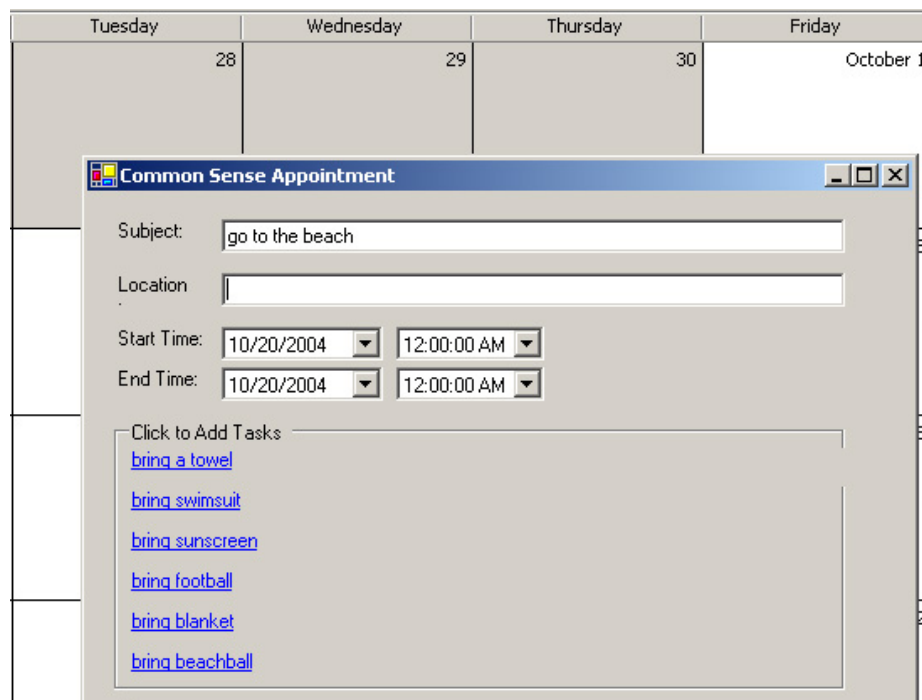 Tuesday Wednesday Thursday Friday
28 29 30 October 1
Common Sense Appointment
Subject: go to the beach
Location
Start Time: 10/20/2004 12:00:00 AM
End Time: 10/20/2004 12:00:00 AM
Click to Add Tasks
bring a towel
bring swimsuit
bring sunscreen
bring football
bring blanket
bring beachball